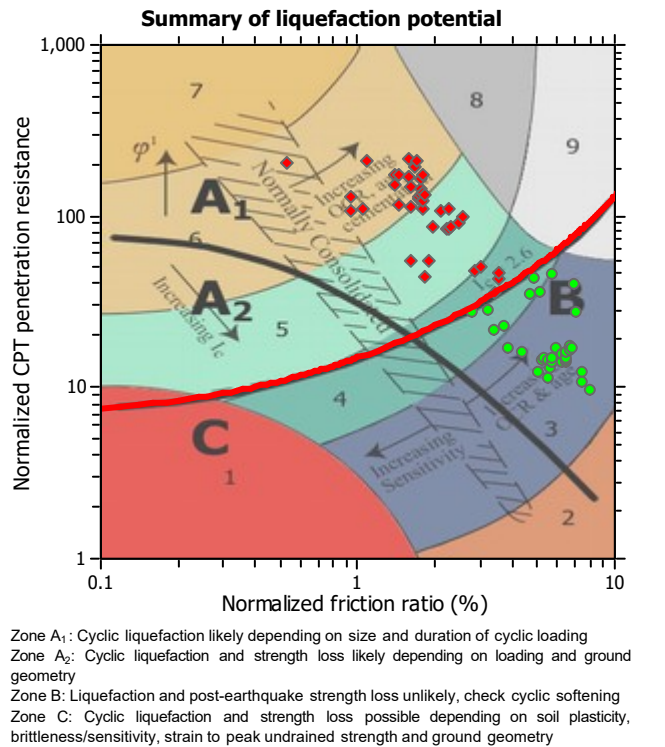 Summary of liquefaction potential
Normalized CPT penetration resistance
1,000
100
10
1
0.1
1
10
Normalized friction ratio (%)
7
8
9
φ'
A1
6
A2
5
4
B
3
C
1
2
Normally Consolidated
Increasing
OCR, age
cementation
Increasing Ic
2.6
Increasing
OCR & age
Increasing
Sensitivity
Zone A1: Cyclic liquefaction likely depending on size and duration of cyclic loading
Zone A2: Cyclic liquefaction and strength loss likely depending on loading and ground
geometry
Zone B: Liquefaction and post-earthquake strength loss unlikely, check cyclic softening
Zone C: Cyclic liquefaction and strength loss possible depending on soil plasticity,
brittleness/sensitivity, strain to peak undrained strength and ground geometry